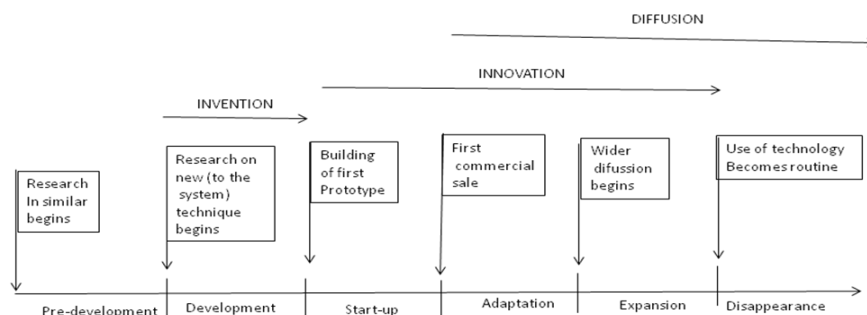 DIFFUSION
INNOVATION
INVENTION
Research
In similar
begins
Research on
new (to the
system)
technique
begins
Building
of first
Prototype
First
commercial
sale
Wider
difussion
begins
Use of technology
Becomes routine
Pre-development
Development
Start-up
Adaptation
Expansion
Disappearance